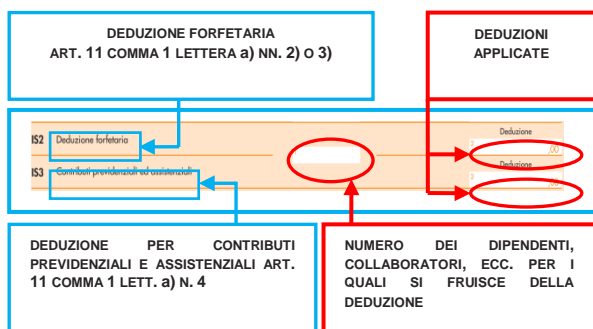 DEDUZIONE FORFETARIA
ART. 11 COMMA 1 LETTERA a) NN. 2) O 3)
DEDUZIONI
APPLICATE
IS2 Deduzione forfetaria
Deduzione
2
,00
IS3 Contributi previdenziali ed assistenziali
Deduzione
2
,00
DEDUZIONE PER CONTRIBUTI
PREVIDENZIALI E ASSISTENZIALI ART.
11 COMMA 1 LETT. a) N. 4
NUMERO DEI DIPENDENTI,
COLLABORATORI, ECC. PER I
QUALI SI FRUISCE DELLA
DEDUZIONE